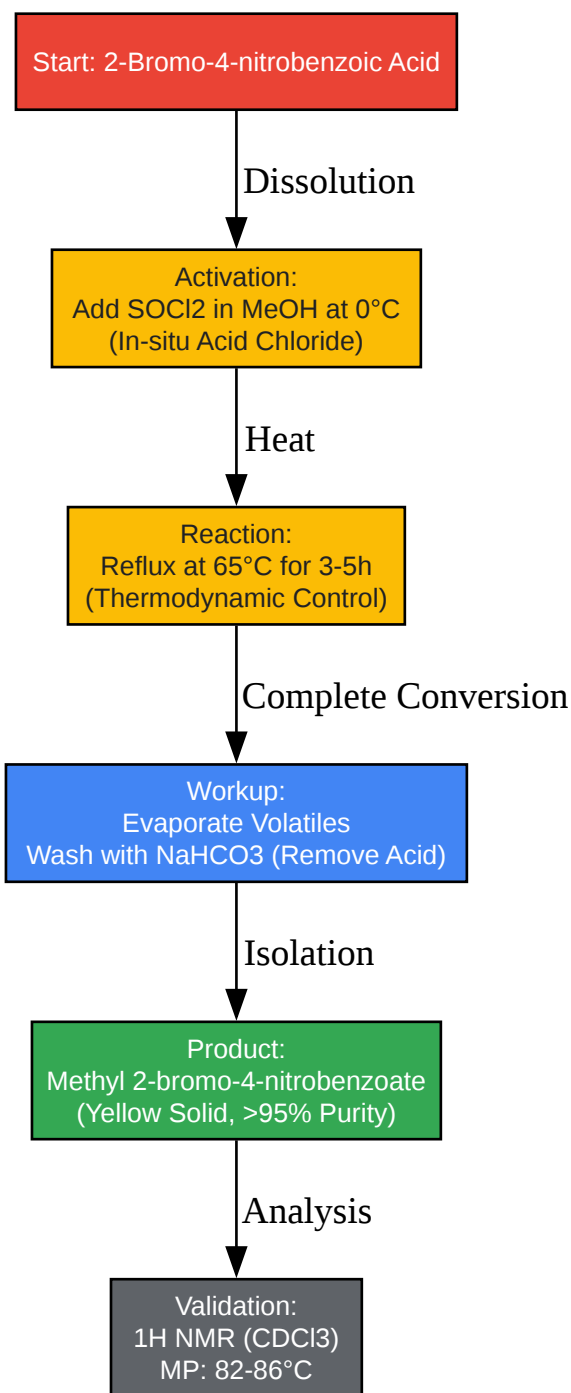 Start: 2-Bromo-4-nitrobenzoic Acid
Dissolution
Activation:
Add SOCl2 in MeOH at 0°C
(In-situ Acid Chloride)
Heat
Reaction:
Reflux at 65°C for 3-5h
(Thermodynamic Control)
Complete Conversion
Workup:
Evaporate Volatiles
Wash with NaHCO3 (Remove Acid)
Isolation
Product:
Methyl 2-bromo-4-nitrobenzoate
(Yellow Solid, >95% Purity)
Analysis
Validation:
1H NMR (CDCl3)
MP: 82-86°C